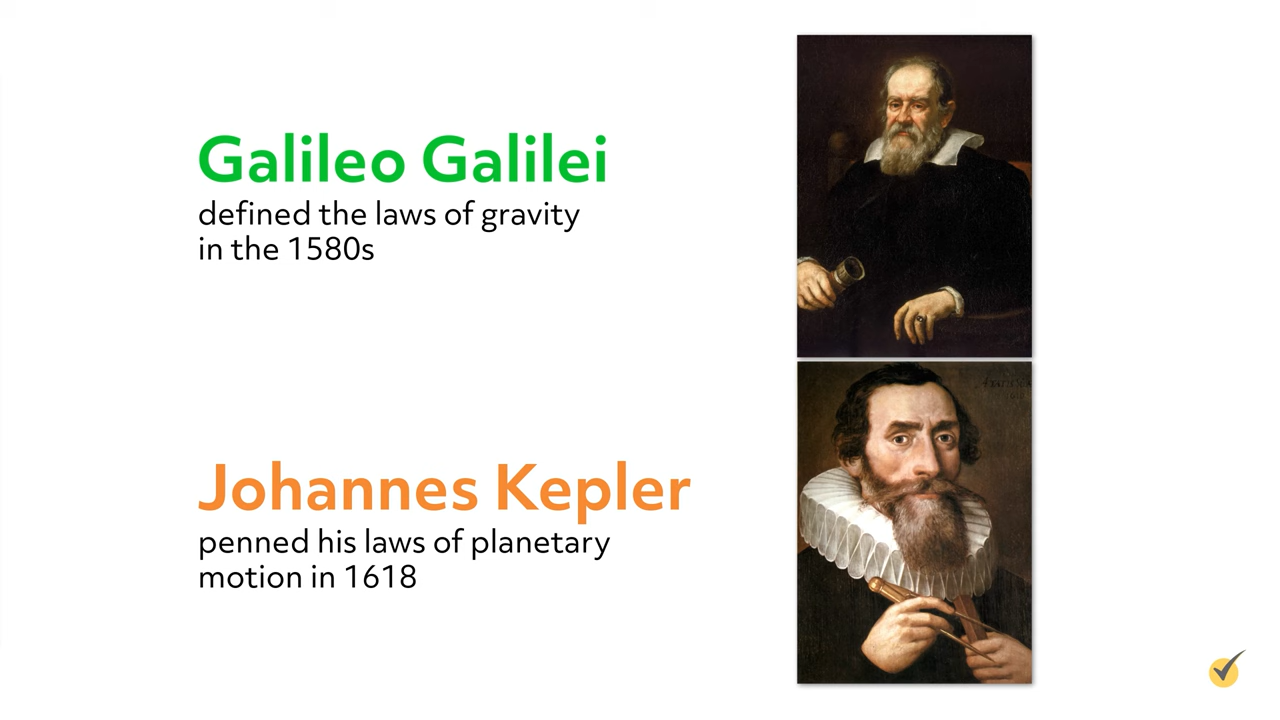 Galileo Galilei
defined the laws of gravity
in the 1580s
Johannes Kepler
penned his laws of planetary
motion in 1618